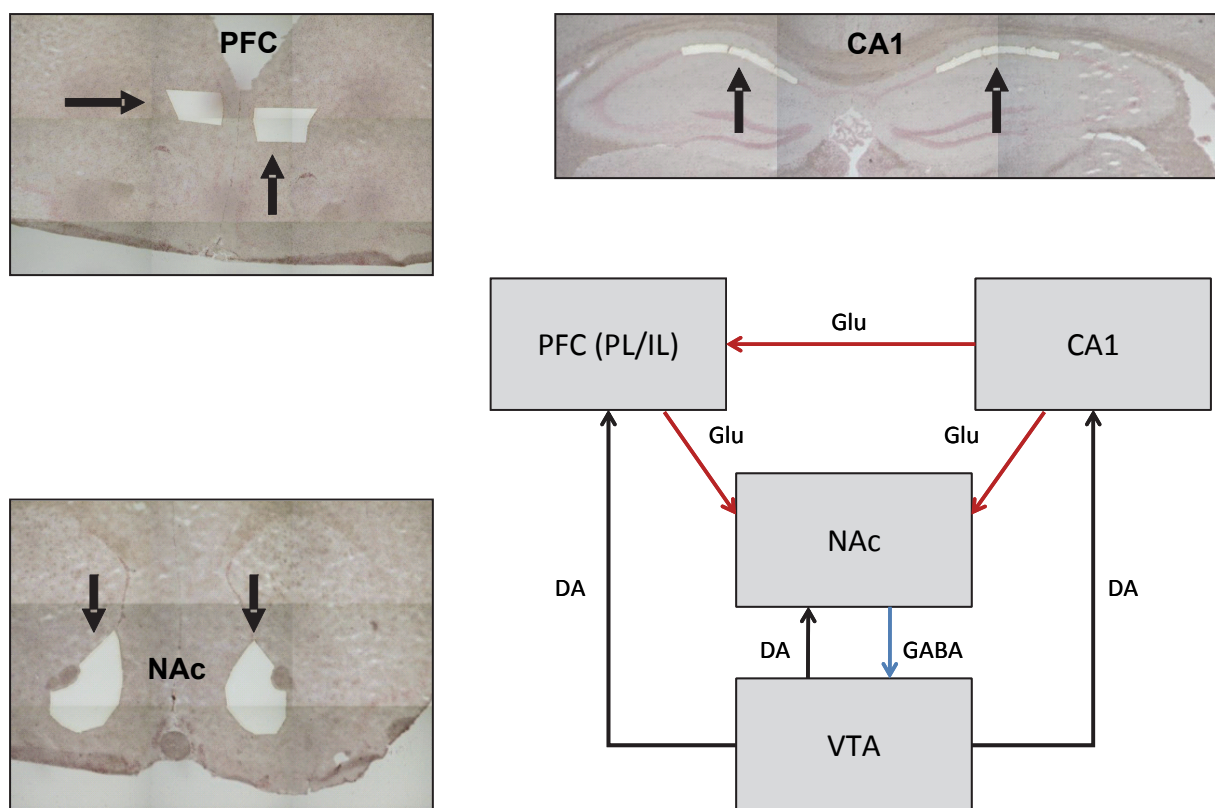 PFC
CA1
NAc
PFC (PL/IL)
Glu
CA1
Glu
Glu
NAc
DA
DA
DA
GABA
VTA